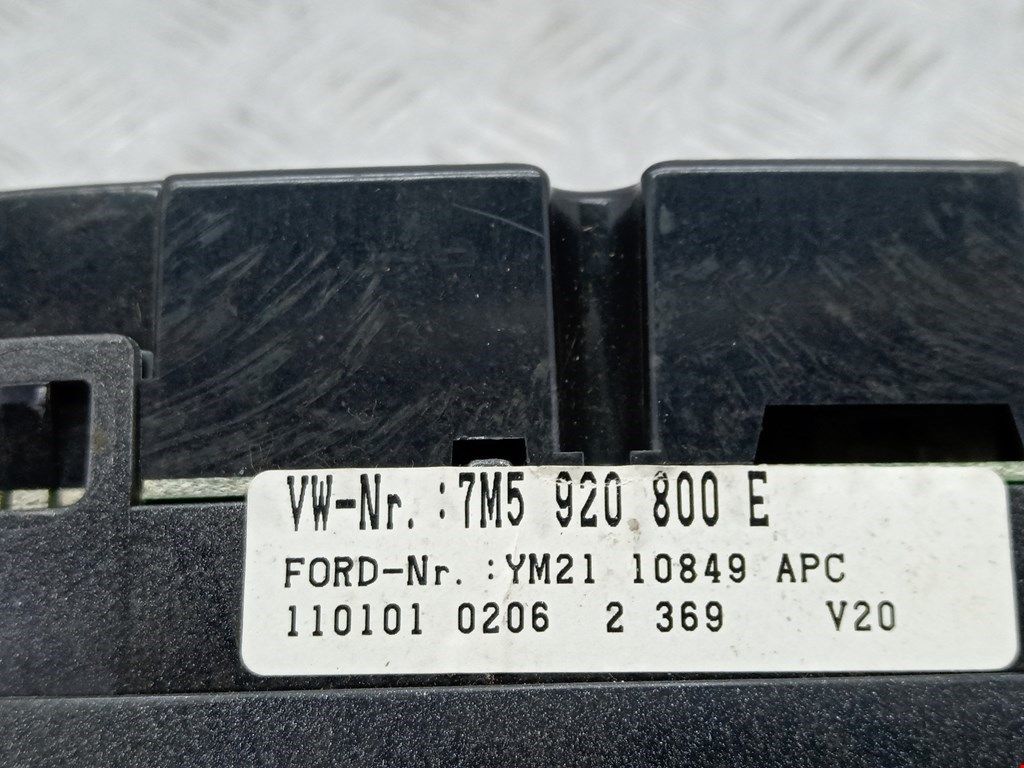 VW-Nr. :7M5 920 800 E
FORD-Nr. :YM21 10849 APC
110101 0206 2 369 V20